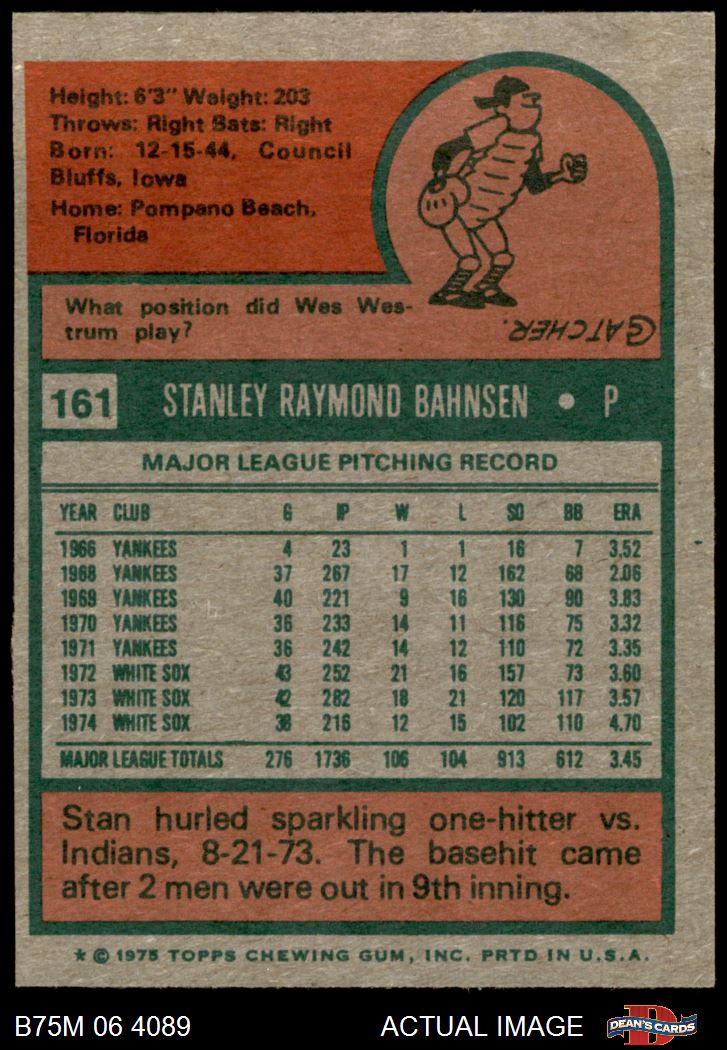 Height: 6'3" Weight: 203
Throws: Right Bats: Right
Born: 12-15-44, Council
Bluffs, Iowa
Home: Pompano Beach,
Florida
What position did Wes Wes-
trum play?
CATCHER.
161 STANLEY RAYMOND BAHNSEN • P
MAJOR LEAGUE PITCHING RECORD
YEAR CLUB G IP W L SO BB ERA
1966 YANKEES 4 23 1 1 16 7 3.52
1968 YANKEES 37 267 17 12 162 68 2.06
1969 YANKEES 40 221 9 16 130 90 3.83
1970 YANKEES 36 233 14 11 116 75 3.32
1971 YANKEES 36 242 14 12 110 72 3.35
1972 WHITE SOX 43 252 21 16 157 73 3.60
1973 WHITE SOX 42 282 18 21 120 117 3.57
1974 WHITE SOX 38 216 12 15 102 110 4.70
MAJOR LEAGUE TOTALS 276 1736 106 104 913 612 3.45
Stan hurled sparkling one-hitter vs.
Indians, 8-21-73. The basehit came
after 2 men were out in 9th inning.
* © 1975 TOPPS CHEWING GUM, INC. PRTD IN U.S.A.
B75M 06 4089 ACTUAL IMAGE
D
DEAN'S CARDS